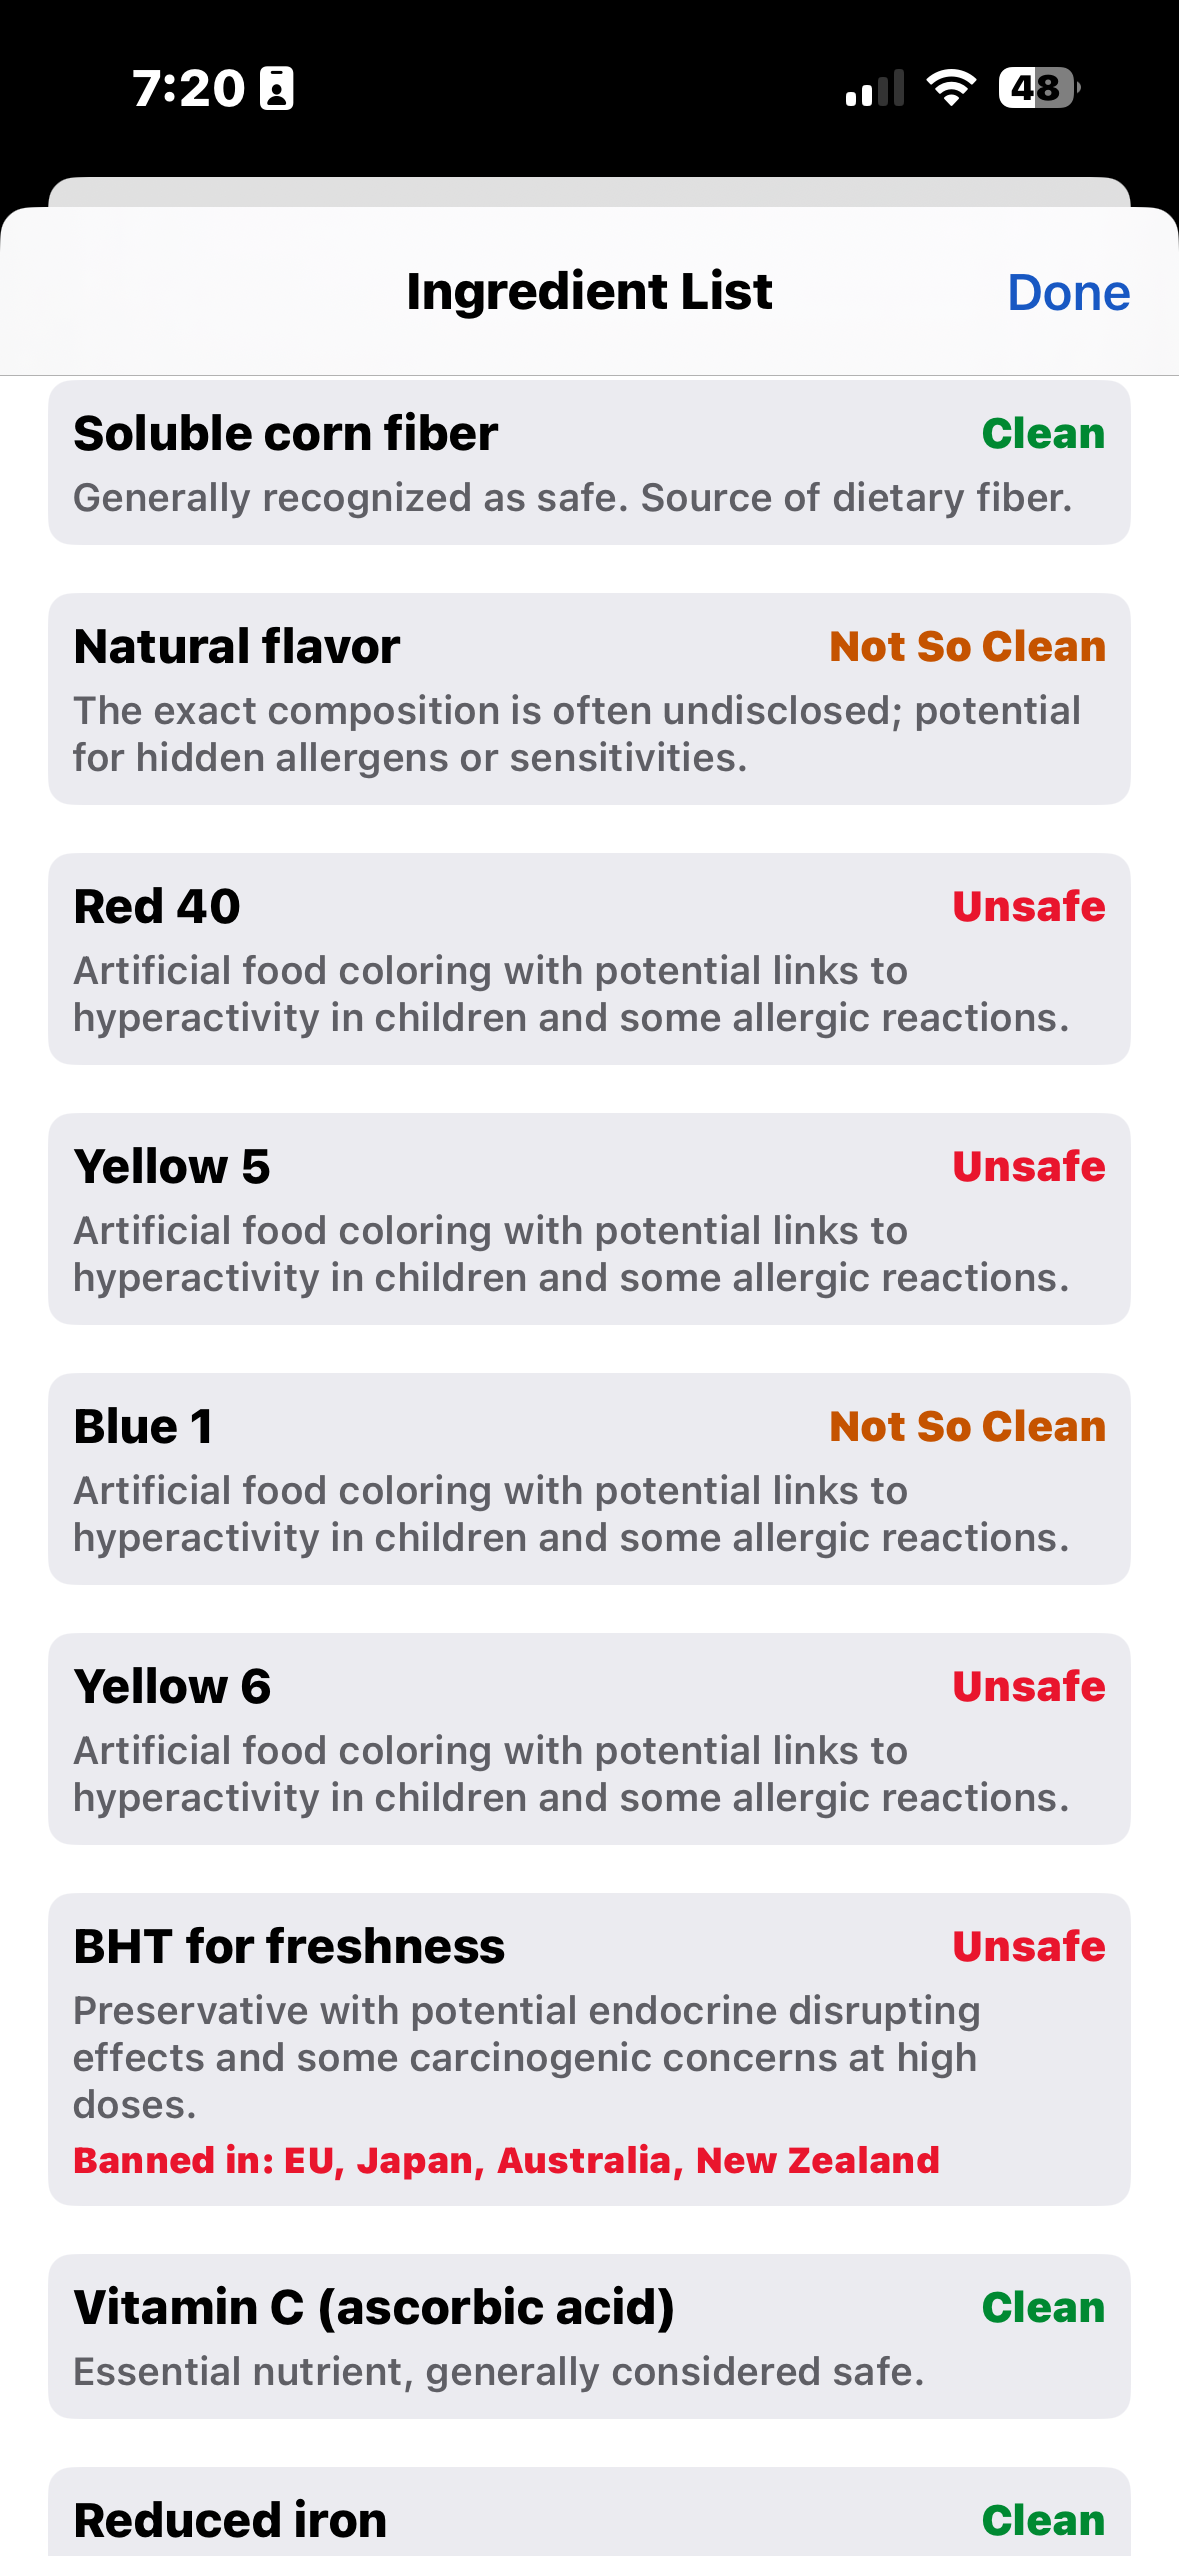 7:20
48
Ingredient List
Done
Soluble corn fiber
Clean
Generally recognized as safe. Source of dietary fiber.
Natural flavor
Not So Clean
The exact composition is often undisclosed; potential
for hidden allergens or sensitivities.
Red 40
Unsafe
Artificial food coloring with potential links to
hyperactivity in children and some allergic reactions.
Yellow 5
Unsafe
Artificial food coloring with potential links to
hyperactivity in children and some allergic reactions.
Blue 1
Not So Clean
Artificial food coloring with potential links to
hyperactivity in children and some allergic reactions.
Yellow 6
Unsafe
Artificial food coloring with potential links to
hyperactivity in children and some allergic reactions.
BHT for freshness
Unsafe
Preservative with potential endocrine disrupting
effects and some carcinogenic concerns at high
doses.
Banned in: EU, Japan, Australia, New Zealand
Vitamin C (ascorbic acid)
Clean
Essential nutrient, generally considered safe.
Reduced iron
Clean